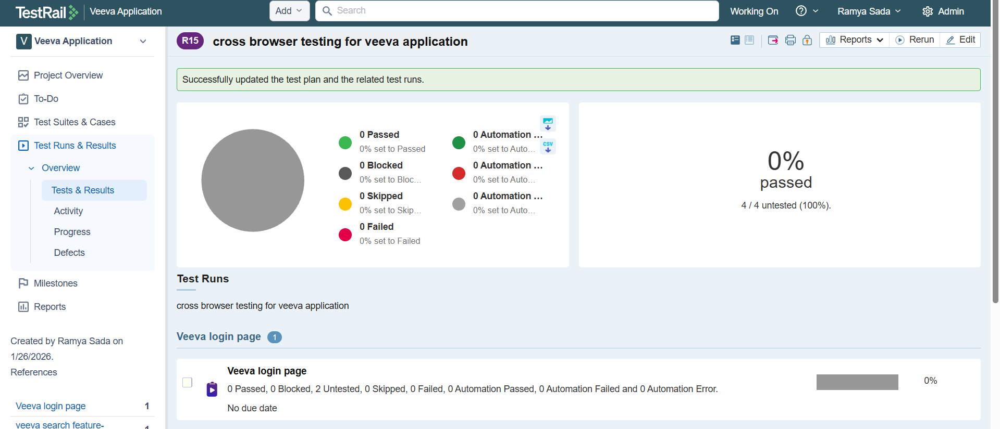 TestRail
Veeva Application
Add
Search
Working On
Ramya Sada
Admin
V Veeva Application
Project Overview
To-Do
Test Suites & Cases
Test Runs & Results
Overview
Tests & Results
Activity
Progress
Defects
Milestones
Reports
Created by Ramya Sada on
1/26/2026.
References
Veeva login page 1
veeva search feature- 1
R15 cross browser testing for veeva application
Reports
Rerun
Edit
Successfully updated the test plan and the related test runs.
0 Passed
0% set to Passed
0 Blocked
0% set to Bloc...
0 Skipped
0% set to Skip...
0 Failed
0% set to Failed
0 Automation ...
0% set to Auto...
0 Automation ...
0% set to Auto...
0 Automation ...
0% set to Auto...
CSV
0%
passed
4 / 4 untested (100%).
Test Runs
cross browser testing for veeva application
Veeva login page 1
Veeva login page
0 Passed, 0 Blocked, 2 Untested, 0 Skipped, 0 Failed, 0 Automation Passed, 0 Automation Failed and 0 Automation Error.
No due date
0%